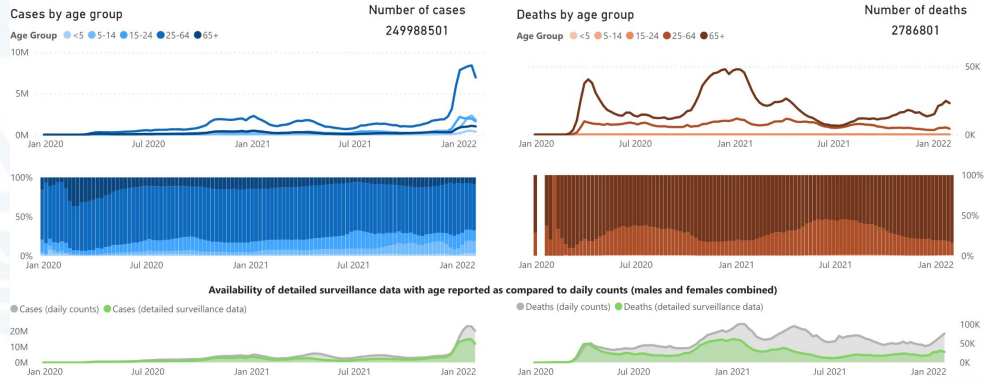 Cases by age group
Number of cases
249988501
Age Group <5 5-14 15-24 25-64 65+
10M
5M
0M
Jan 2020 Jul 2020 Jan 2021 Jul 2021 Jan 2022
100%
50%
0%
Jan 2020 Jul 2020 Jan 2021 Jul 2021 Jan 2022
Deaths by age group
Number of deaths
2786801
Age Group <5 5-14 15-24 25-64 65+
50K
0K
Jan 2020 Jul 2020 Jan 2021 Jul 2021 Jan 2022
100%
50%
0%
Jan 2020 Jul 2020 Jan 2021 Jul 2021 Jan 2022
Availability of detailed surveillance data with age reported as compared to daily counts (males and females combined)
Cases (daily counts) Cases (detailed surveillance data)
20M
10M
0M
Jan 2020 Jul 2020 Jan 2021 Jul 2021 Jan 2022
Deaths (daily counts) Deaths (detailed surveillance data)
100K
50K
0K
Jan 2020 Jul 2020 Jan 2021 Jul 2021 Jan 2022